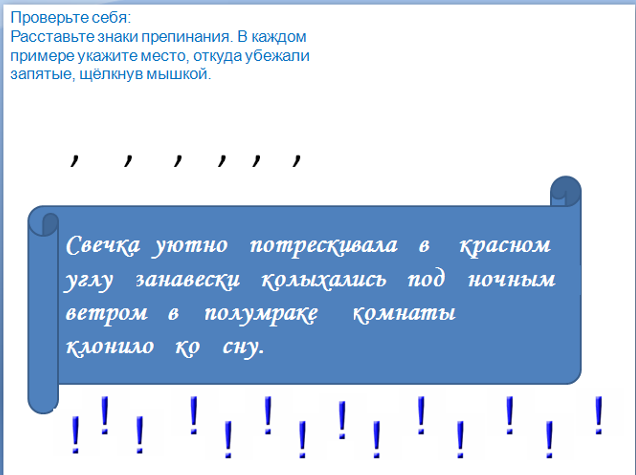 Проверьте себя:
Расставьте знаки препинания. В каждом
примере укажите место, откуда убежали
запятые, щёлкнув мышкой.
, , , , , ,
Свечка уютно потрескивала в красном
углу занавески колыхались под ночным
ветром в полумраке комнаты
клонило ко сну.
! ! ! ! ! ! ! ! ! ! ! ! ! ! !